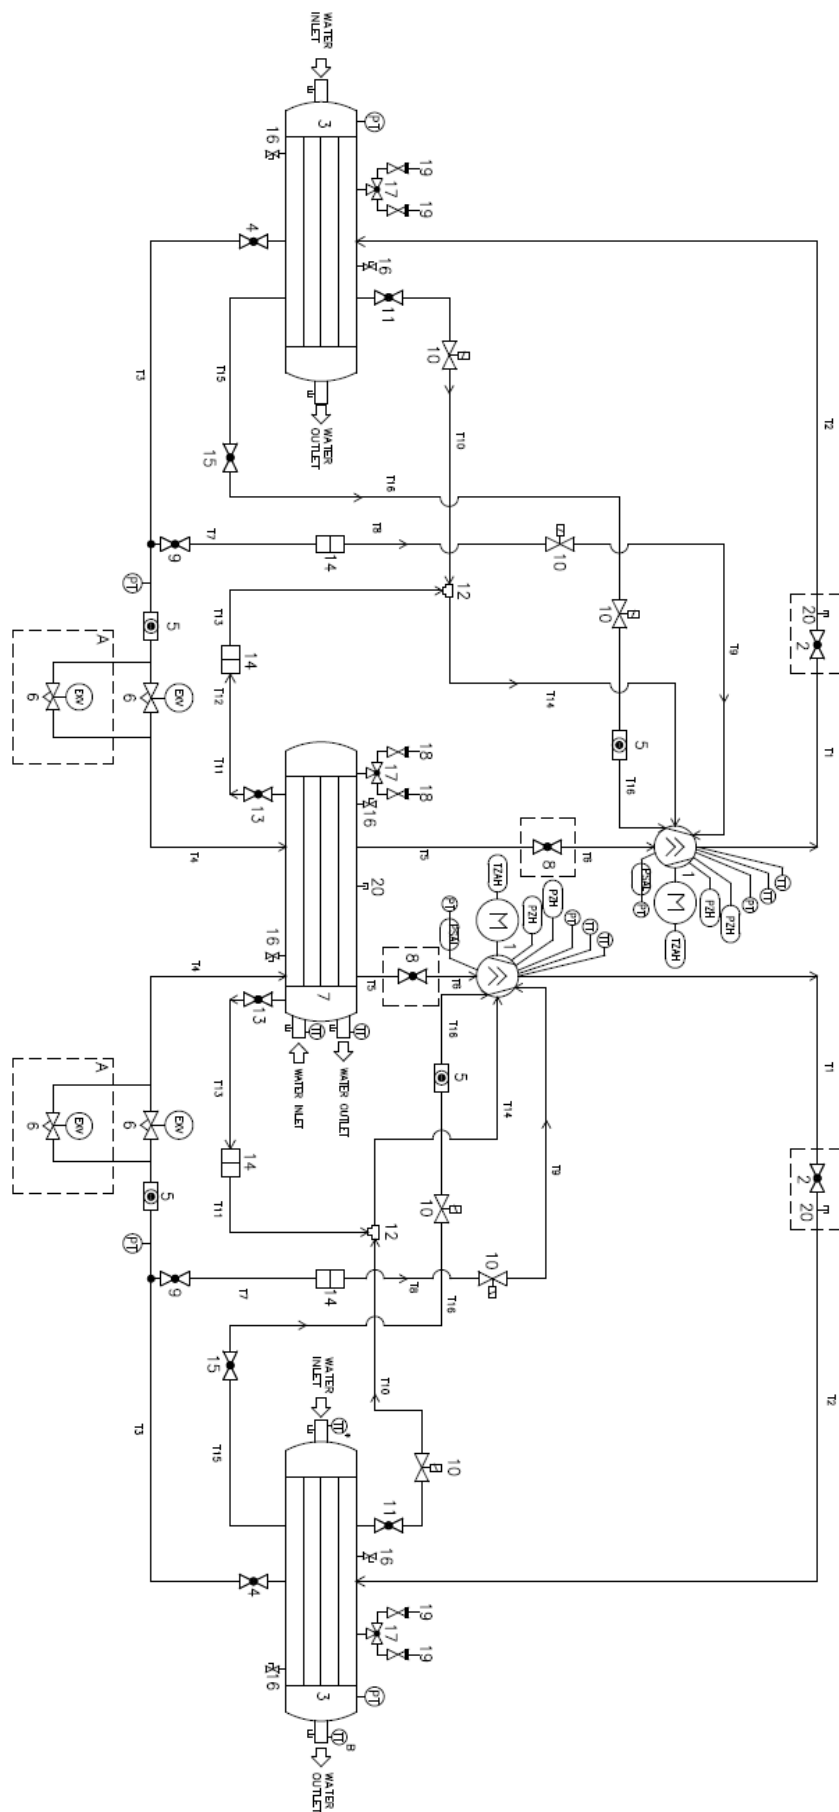 WATER
INLET
3
PT
16
19
17
19
4
16
11
10
T3
T15
T10
T2
WATER
OUTLET
15
T16
T7
T8
9
14
10
PT
12
T13
10
20
2
5
T9
A
14
T12
T14
6
EXV
6
EXV
5
T1
18
17
18
T11
13
16
T16
T4
T5
8
T6
1
PSAL
PT
M
TZAH
PZH
PZH
PT
TT
TT
20
TZAH
M
1
PZH
PZH
PT
TT
TT
PT
PSAL
T4
16
7
T5
8
T6
13
TT
TT
WATER INLET
WATER OUTLET
T16
A
T13
5
T14
T1
6
EXV
6
EXV
14
T9
5
T11
12
10
2
20
PT
9
T7
14
T8
10
T16
15
WATER
INLET
TT
T10
T3
T15
T2
10
11
16
4
19
17
19
16
3
PT
TT
B
WATER
OUTLET